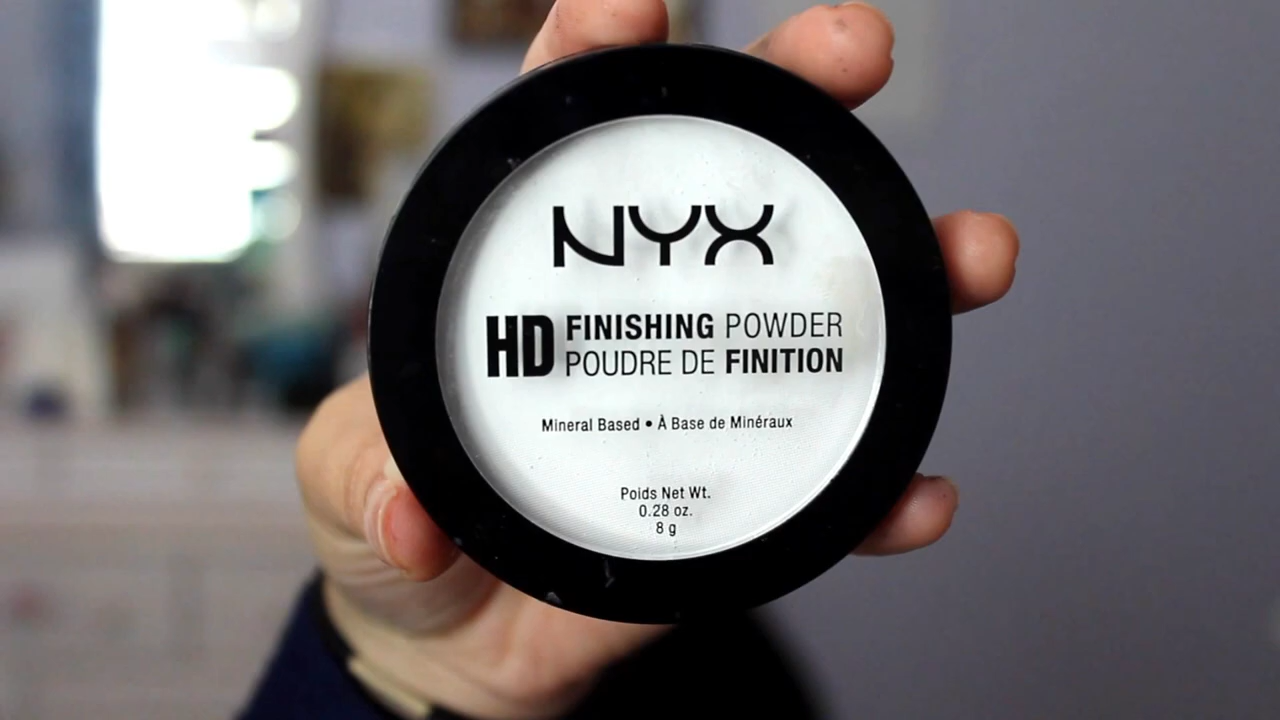 NYX
HD FINISHING POWDER
POUDRE DE FINITION
Mineral Based • À Base de Minéraux
Poids Net Wt.
0.28 oz.
8 g